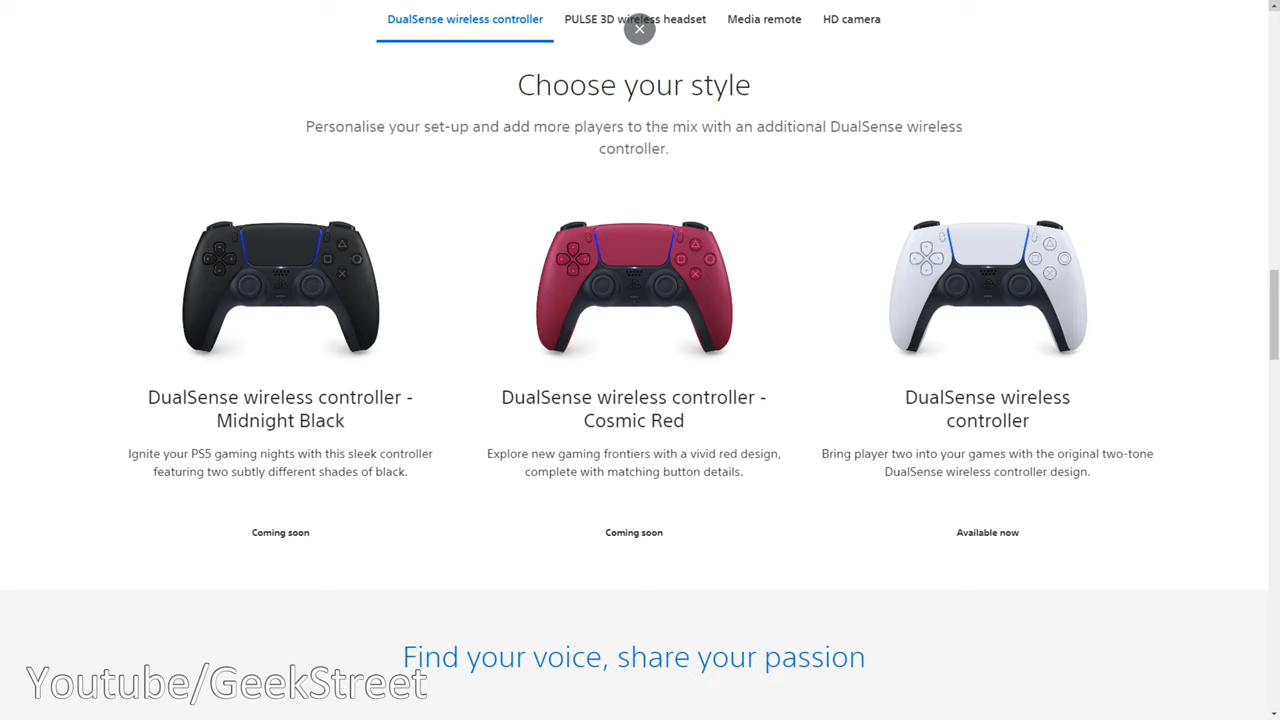 DualSense wireless controller
PULSE 3D wireless headset
Media remote
HD camera
Choose your style
Personalise your set-up and add more players to the mix with an additional DualSense wireless
controller.
DualSense wireless controller -
Midnight Black
Ignite your PS5 gaming nights with this sleek controller
featuring two subtly different shades of black.
Coming soon
DualSense wireless controller -
Cosmic Red
Explore new gaming frontiers with a vivid red design,
complete with matching button details.
Coming soon
DualSense wireless
controller
Bring player two into your games with the original two-tone
DualSense wireless controller design.
Available now
Find your voice, share your passion
Youtube/GeekStreet